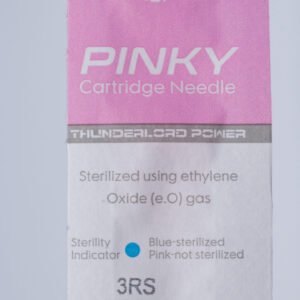 PINKY
Cartridge Needle
THUNDERLORD POWER
Sterilized using ethylene
Oxide (e.O) gas
Sterility Indicator
Blue-sterilized
Pink-not sterilized
3RS